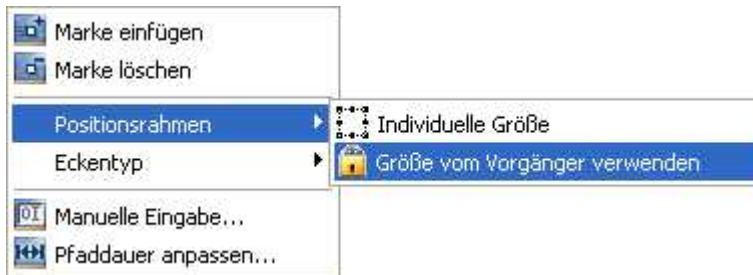 Marke einfügen
Marke löschen
Positionsrahmen
Individuelle Größe
Eckentyp
Größe vom Vorgänger verwenden
Manuelle Eingabe...
Pfaddauer anpassen...